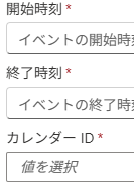 開始時刻 *
イベントの開始時
終了時刻 *
イベントの終了時
カレンダー ID *
値を選択